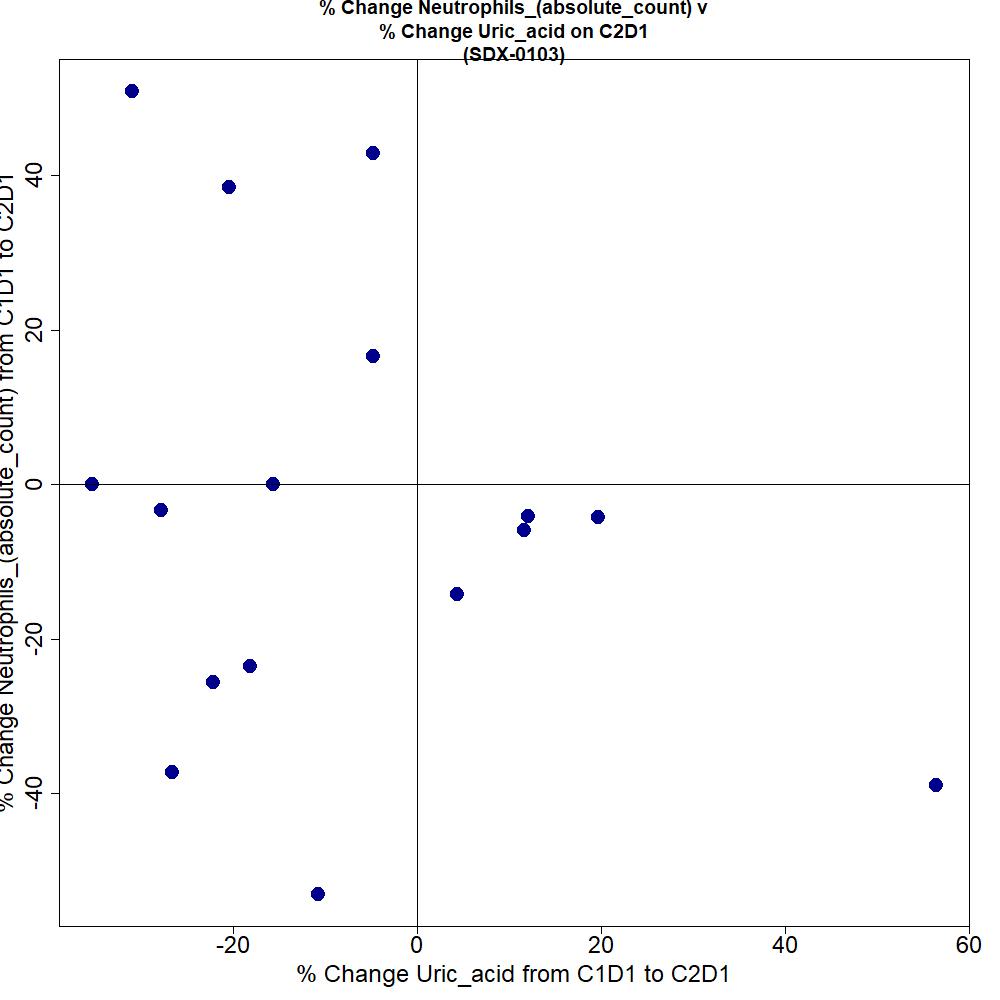 % Change Neutrophils_(absolute_count) v
% Change Uric_acid on C2D1
(SDX-0103)
% Change Neutrophils_(absolute_count) from C1D1 to C2D1
40
20
0
-20
-40
-20
0
20
40
60
% Change Uric_acid from C1D1 to C2D1